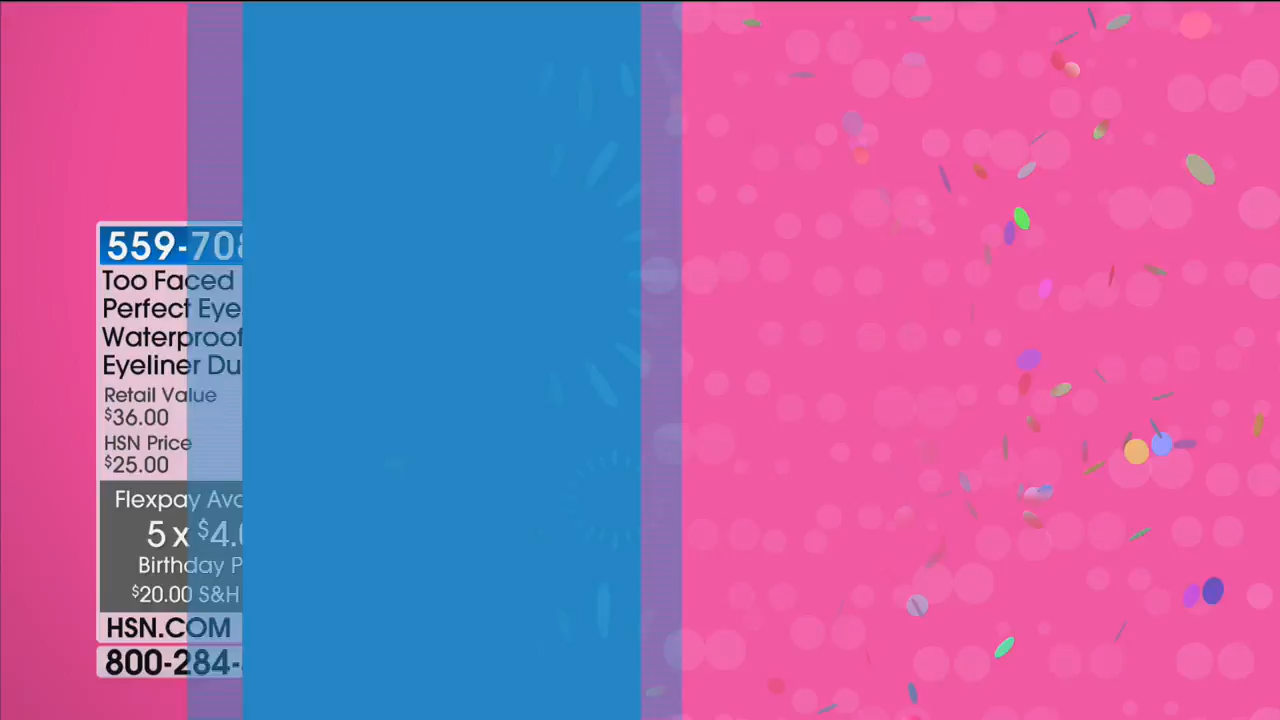 559-708
Too Faced
Perfect Eye
Waterproof
Eyeliner Du
Retail Value
$36.00
HSN Price
$25.00
Flexpay Ava
5 x $4.0
Birthday P
$20.00 S&H
HSN.COM
800-284-